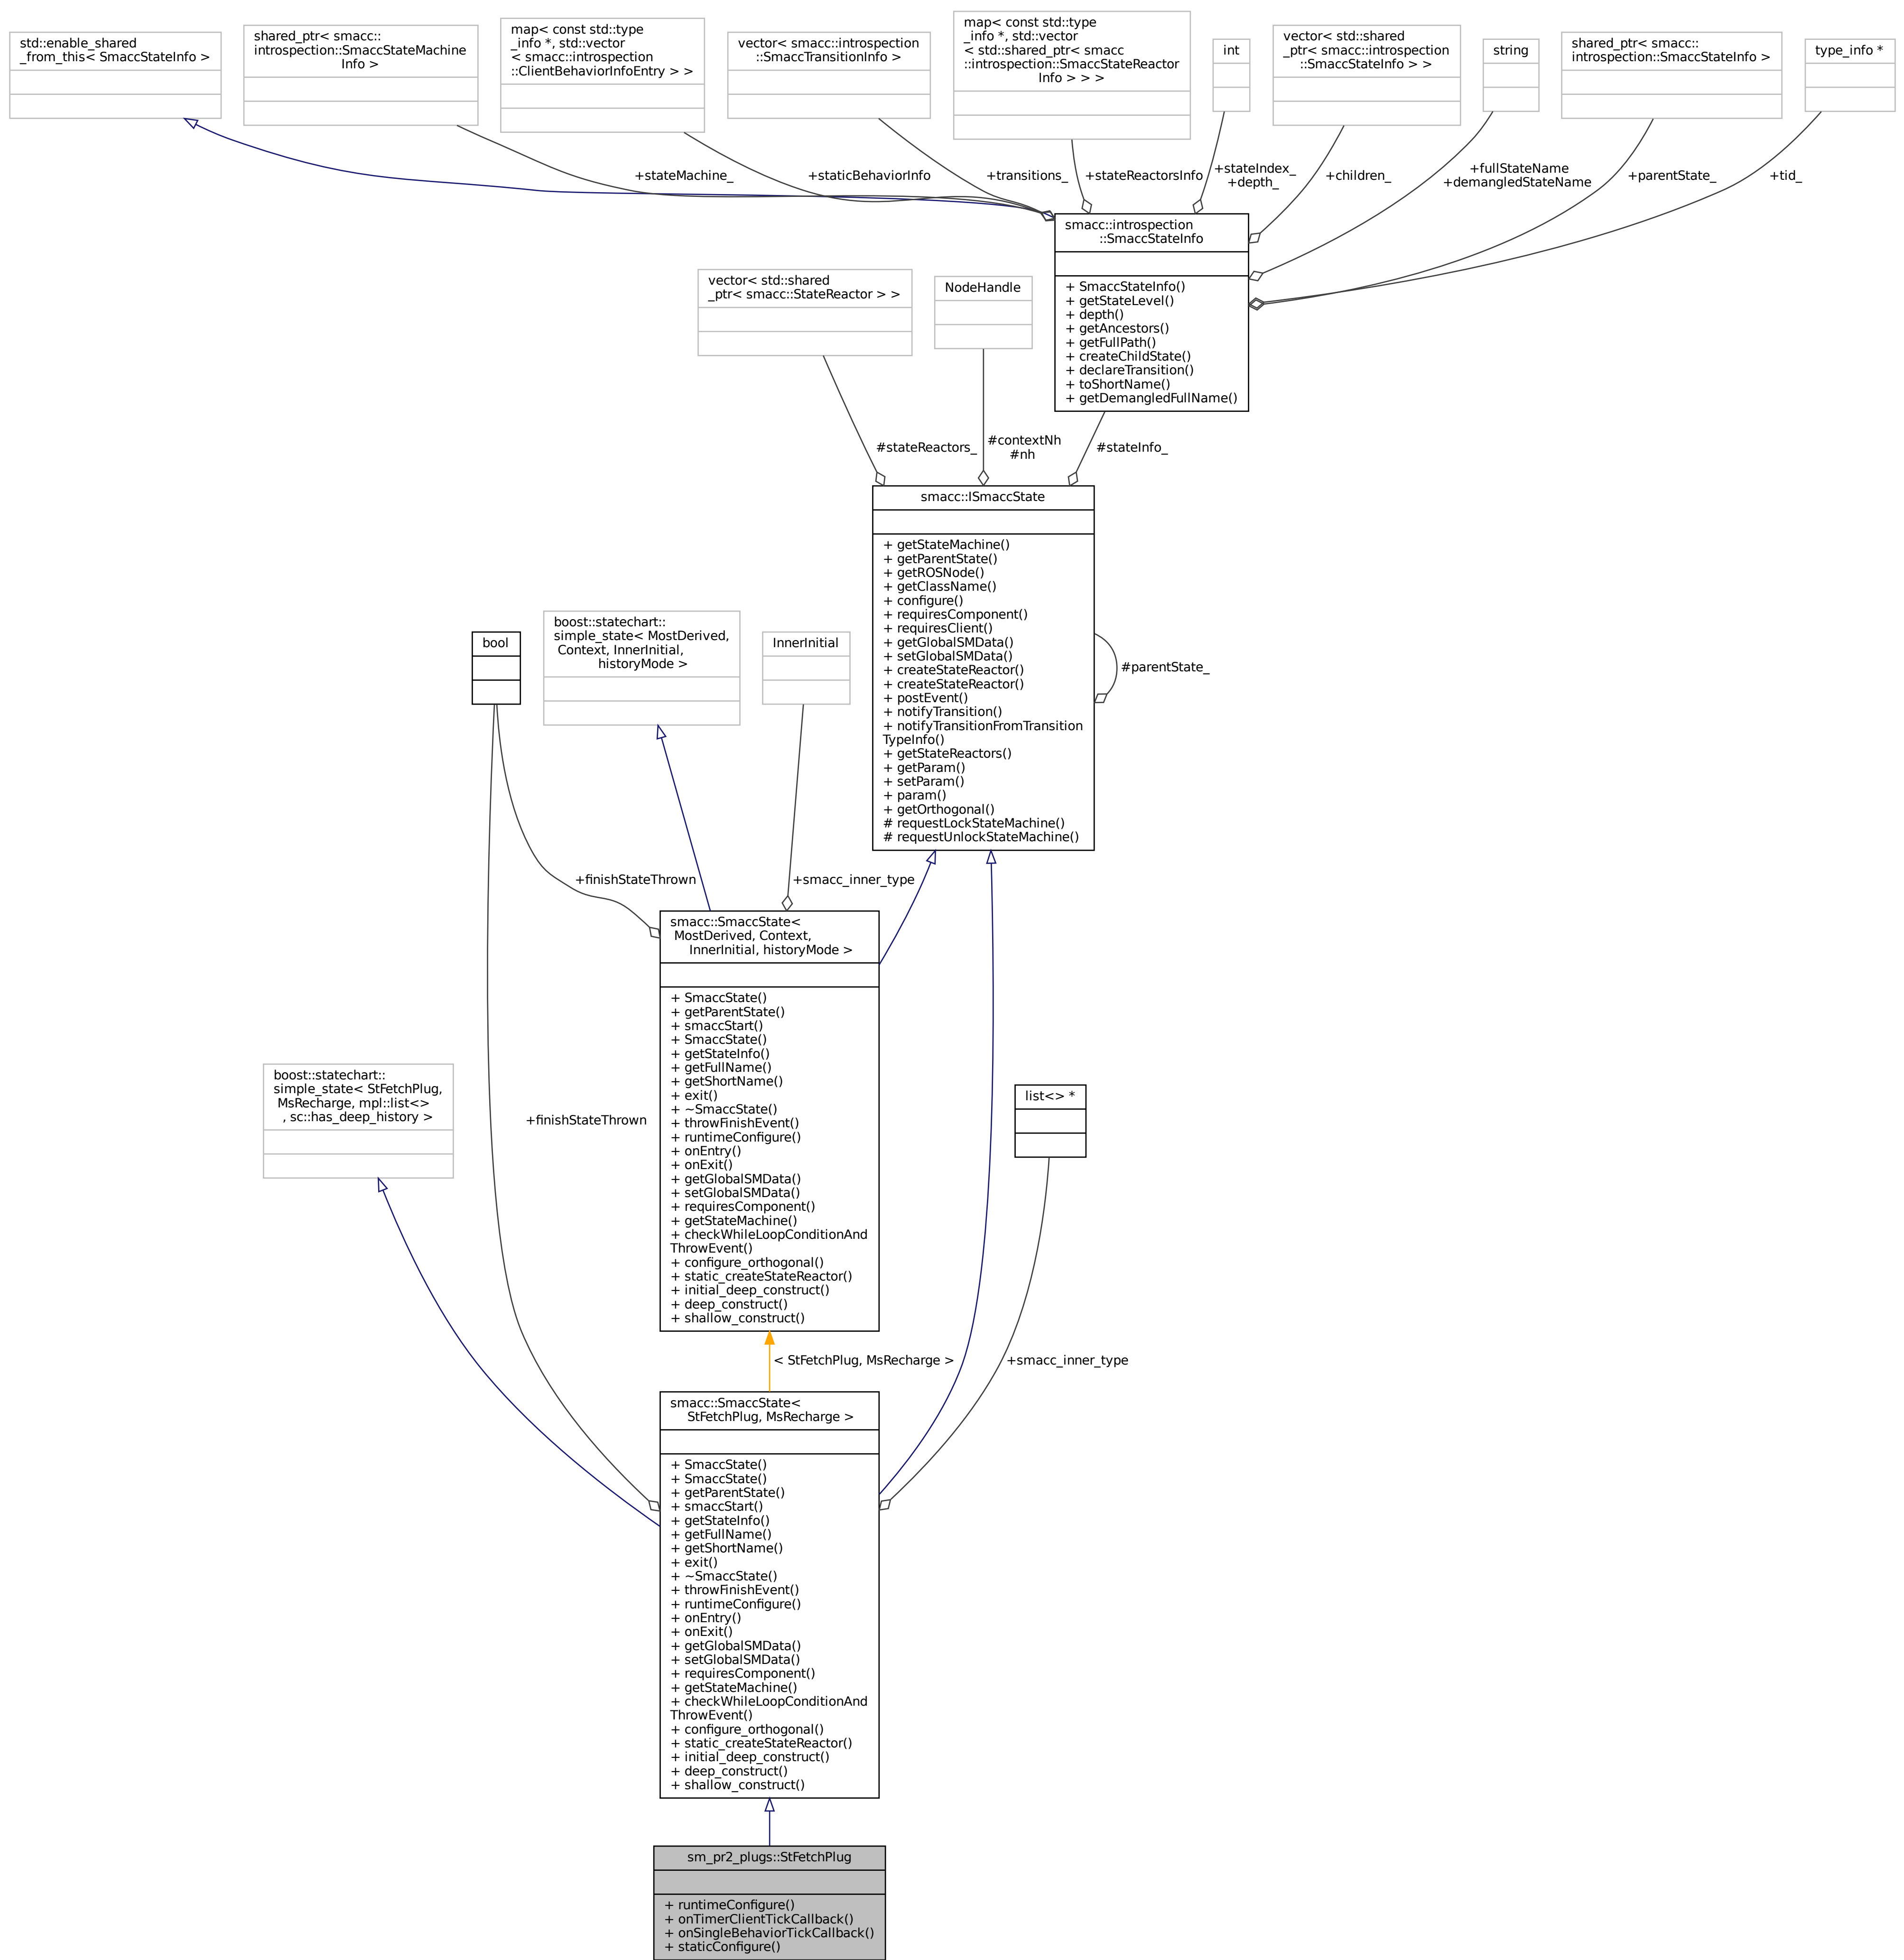 std::enable_shared
_from_this< SmaccStateInfo >
shared_ptr< smacc::
introspection::SmaccStateMachine
Info >
map< const std::type
_info *, std::vector
< smacc::introspection
::ClientBehaviorInfoEntry > >
vector< smacc::introspection
::SmaccTransitionInfo >
map< const std::type
_info *, std::vector
< std::shared_ptr< smacc
::introspection::SmaccStateReactor
Info > > >
int
vector< std::shared
_ptr< smacc::introspection
::SmaccStateInfo > >
string
shared_ptr< smacc::
introspection::SmaccStateInfo >
type_info *
+stateMachine_
+staticBehaviorInfo
+transitions_
+stateReactorsInfo
+stateIndex_
+depth_
+children_
+fullStateName
+demangledStateName
+parentState_
+tid_
smacc::introspection
::SmaccStateInfo
+ SmaccStateInfo()
+ getStateLevel()
+ depth()
+ getAncestors()
+ getFullPath()
+ createChildState()
+ declareTransition()
+ toShortName()
+ getDemangledFullName()
vector< std::shared
_ptr< smacc::StateReactor > >
NodeHandle
#stateReactors_
#contextNh
#nh
#stateInfo_
smacc::ISmaccState
+ getStateMachine()
+ getParentState()
+ getROSNode()
+ getClassName()
+ configure()
+ requiresComponent()
+ requiresClient()
+ getGlobalSMData()
+ setGlobalSMData()
+ createStateReactor()
+ createStateReactor()
+ postEvent()
+ notifyTransition()
+ notifyTransitionFromTransition
TypeInfo()
+ getStateReactors()
+ getParam()
+ setParam()
+ param()
+ getOrthogonal()
# requestLockStateMachine()
# requestUnlockStateMachine()
#parentState_
bool
boost::statechart::
simple_state< MostDerived,
Context, InnerInitial,
historyMode >
InnerInitial
+finishStateThrown
+smacc_inner_type
smacc::SmaccState<
MostDerived, Context,
InnerInitial, historyMode >
+ SmaccState()
+ getParentState()
+ smaccStart()
+ SmaccState()
+ getStateInfo()
+ getFullName()
+ getShortName()
+ exit()
+ ~SmaccState()
+ throwFinishEvent()
+ runtimeConfigure()
+ onEntry()
+ onExit()
+ getGlobalSMData()
+ setGlobalSMData()
+ requiresComponent()
+ getStateMachine()
+ checkWhileLoopConditionAnd
ThrowEvent()
+ configure_orthogonal()
+ static_createStateReactor()
+ initial_deep_construct()
+ deep_construct()
+ shallow_construct()
boost::statechart::
simple_state< StFetchPlug,
MsRecharge, mpl::list<>
, sc::has_deep_history >
+finishStateThrown
list<> *
< StFetchPlug, MsRecharge >
+smacc_inner_type
smacc::SmaccState<
StFetchPlug, MsRecharge >
+ SmaccState()
+ SmaccState()
+ getParentState()
+ smaccStart()
+ getStateInfo()
+ getFullName()
+ getShortName()
+ exit()
+ ~SmaccState()
+ throwFinishEvent()
+ runtimeConfigure()
+ onEntry()
+ onExit()
+ getGlobalSMData()
+ setGlobalSMData()
+ requiresComponent()
+ getStateMachine()
+ checkWhileLoopConditionAnd
ThrowEvent()
+ configure_orthogonal()
+ static_createStateReactor()
+ initial_deep_construct()
+ deep_construct()
+ shallow_construct()
sm_pr2_plugs::StFetchPlug
+ runtimeConfigure()
+ onTimerClientTickCallback()
+ onSingleBehaviorTickCallback()
+ staticConfigure()